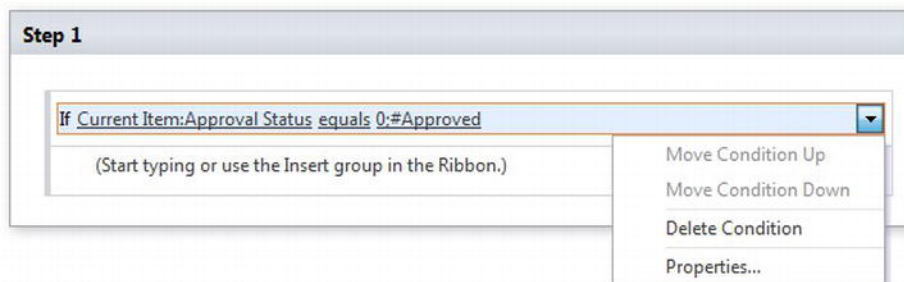 Step 1
If Current Item:Approval Status equals 0;#Approved
(Start typing or use the Insert group in the Ribbon.)
Move Condition Up
Move Condition Down
Delete Condition
Properties...